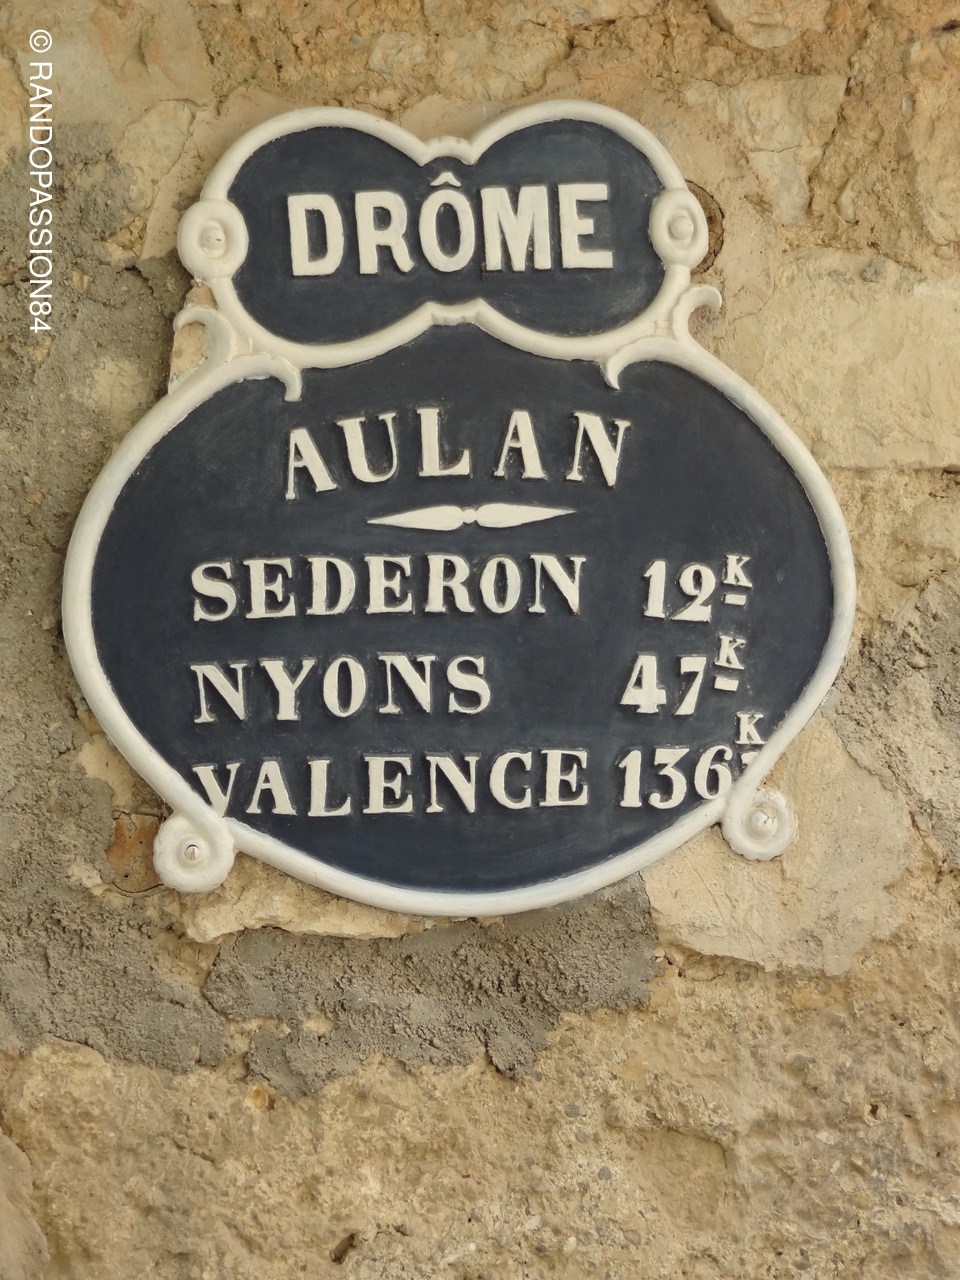 © RANDOPASSION84
DRÔME
AULAN
SEDERON 12K
NYONS 47K
VALENCE 136K